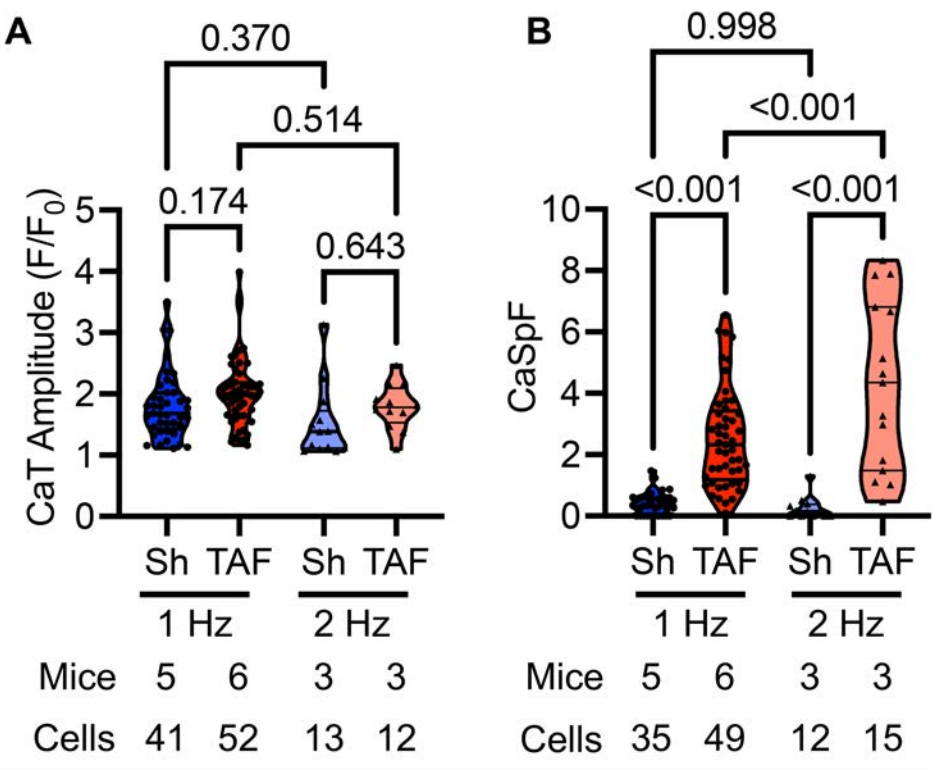 A
0.370
0.514
0.174
0.643
CaT Amplitude (F/F0)
5
4
3
2
1
0
Sh TAF Sh TAF
1 Hz 2 Hz
Mice 5 6 3 3
Cells 41 52 13 12
B
0.998
<0.001
<0.001 <0.001
CaSpF
10
8
6
4
2
0
Sh TAF Sh TAF
1 Hz 2 Hz
Mice 5 6 3 3
Cells 35 49 12 15